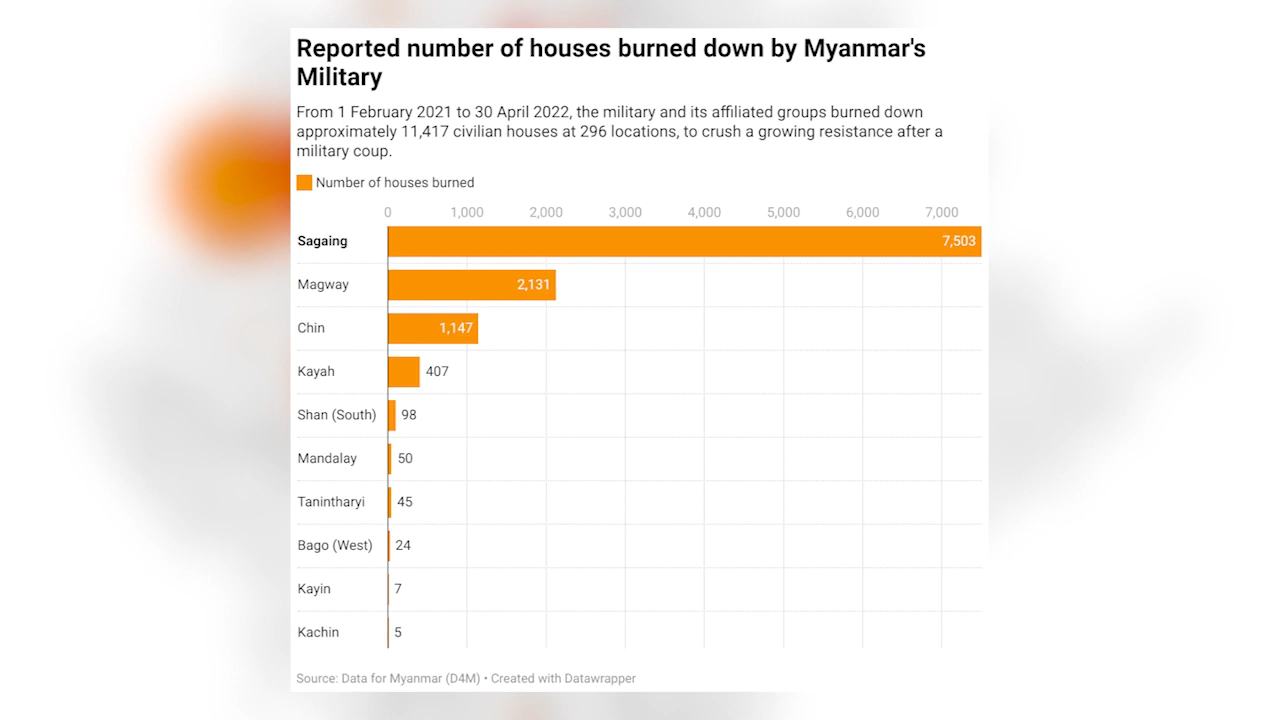 Reported number of houses burned down by Myanmar's
Military
From 1 February 2021 to 30 April 2022, the military and its affiliated groups burned down
approximately 11,417 civilian houses at 296 locations, to crush a growing resistance after a
military coup.
Number of houses burned
0 1,000 2,000 3,000 4,000 5,000 6,000 7,000
Sagaing 7,503
Magway 2,131
Chin 1,147
Kayah 407
Shan (South) 98
Mandalay 50
Tanintharyi 45
Bago (West) 24
Kayin 7
Kachin 5
Source: Data for Myanmar (D4M) • Created with Datawrapper